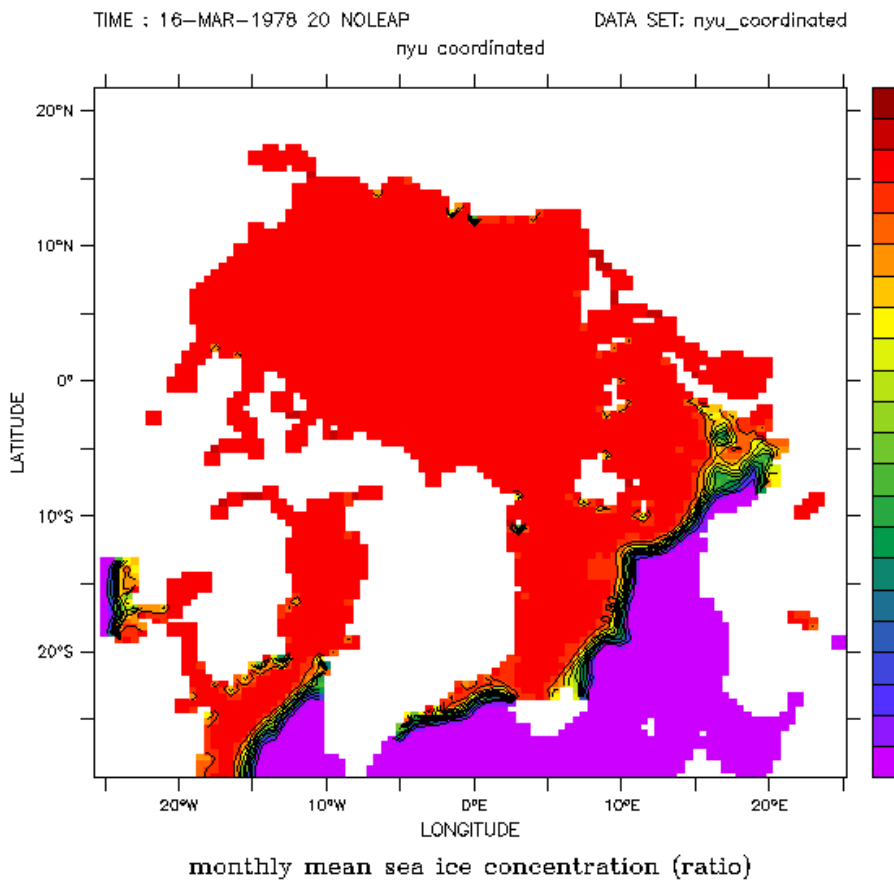 TIME : 16-MAR-1978 20 NOLEAP
DATA SET: nyu_coordinated
nyu coordinated
20°N
10°N
0°
10°S
20°S
LATITUDE
20°W
10°W
0°E
10°E
20°E
LONGITUDE
monthly mean sea ice concentration (ratio)